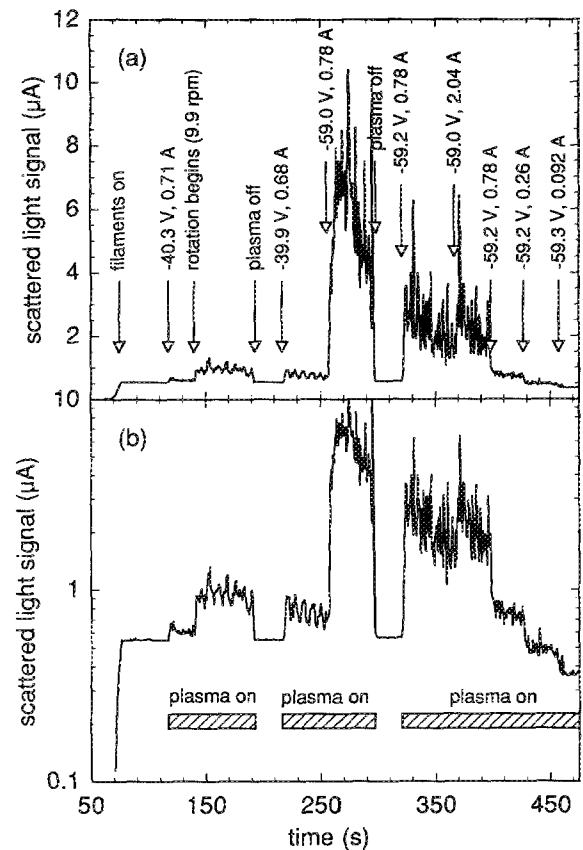 scattered light signal (μA)
12
10
8
6
4
2
(a)
filaments on
-40.3 V, 0.71 A
rotation begins (9.9 rpm)
plasma off
-39.9 V, 0.68 A
-59.0 V, 0.78 A
plasma off
-59.2 V, 0.78 A
-59.0 V, 2.04 A
-59.2 V, 0.78 A
-59.2 V, 0.26 A
-59.3 V, 0.092 A
scattered light signal (μA)
10
1
0.1
(b)
plasma on
plasma on
plasma on
50
150
250
350
450
time (s)